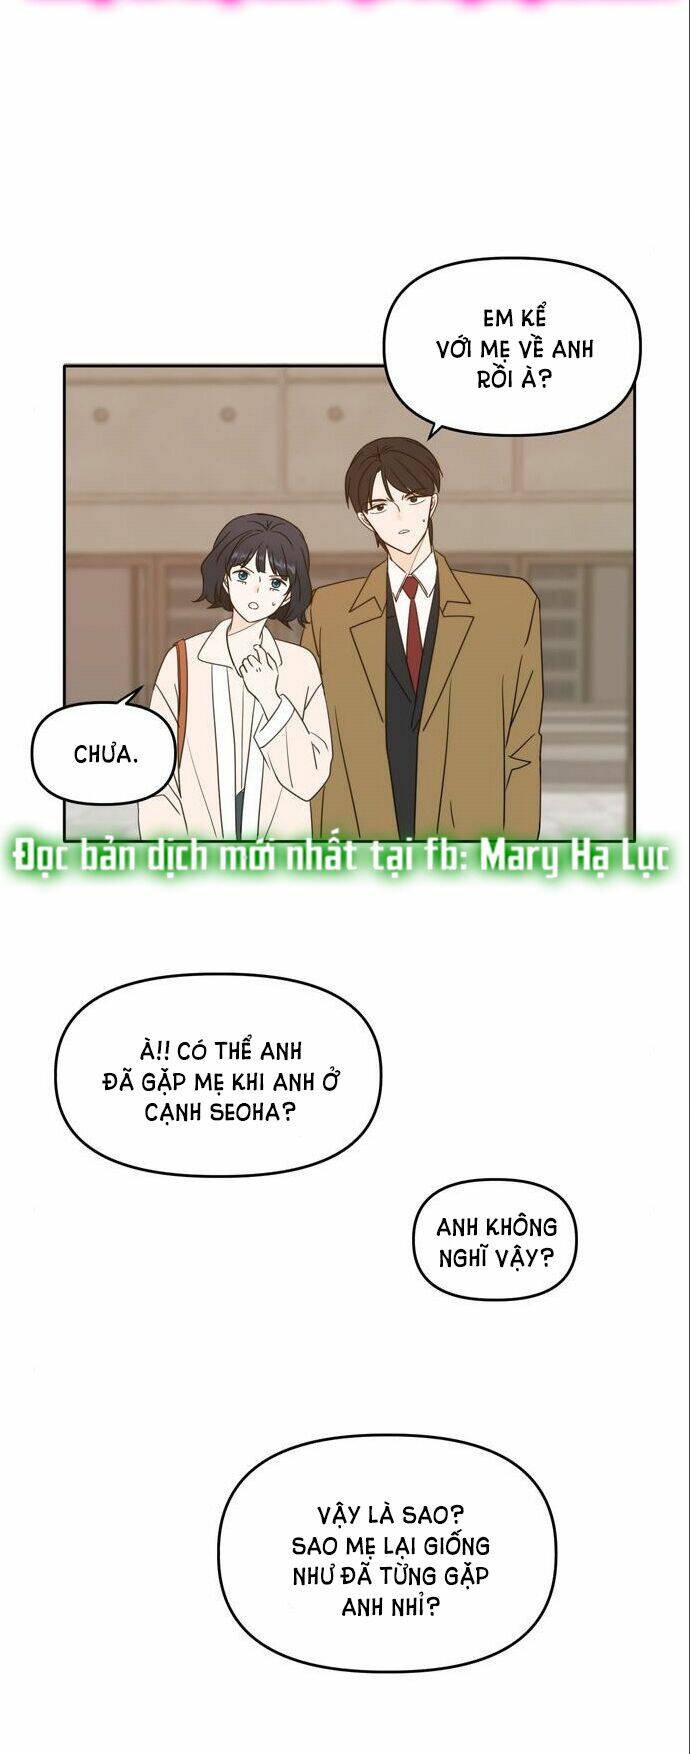 EM KỂ
VỚI MẸ VỀ ANH
RỒI À?
CHƯA.
Đọc bản dịch mới nhất tại fb: Mary Hạ Lục
À!! CÓ THỂ ANH
ĐÃ GẶP MẸ KHI ANH Ở
CẠNH SEOHA?
ANH KHÔNG
NGHĨ VẬY?
VẬY LÀ SAO?
SAO MẸ LẠI GIỐNG
NHƯ ĐÃ TỪNG GẶP
ANH NHỈ?